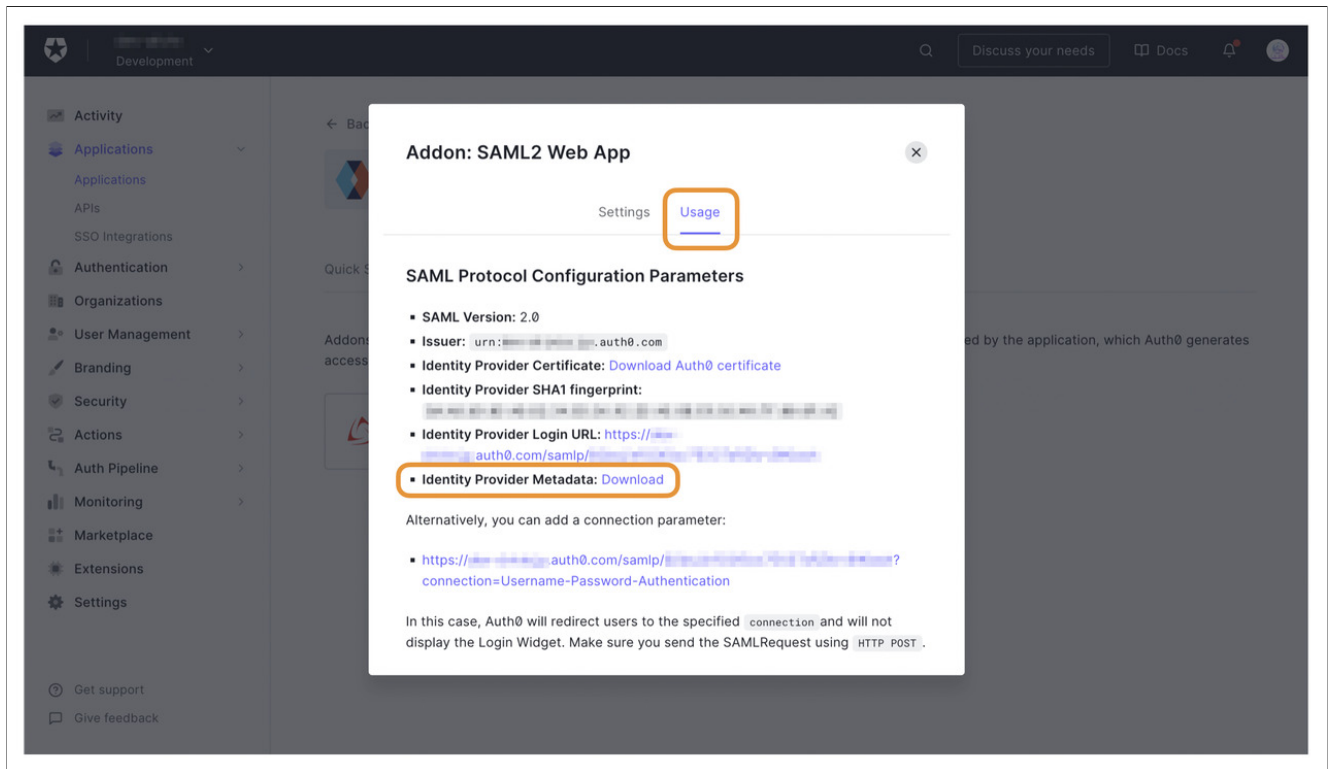 Development
Discuss your needs
Docs
Activity
Applications
Applications
APIs
SSO Integrations
Authentication
Organizations
User Management
Branding
Security
Actions
Auth Pipeline
Monitoring
Marketplace
Extensions
Settings
Get support
Give feedback
← Bac
Quick S
Addons
access
ed by the application, which Auth0 generates
Addon: SAML2 Web App
Settings Usage
SAML Protocol Configuration Parameters
▪ SAML Version: 2.0
▪ Issuer: urn: .auth0.com
▪ Identity Provider Certificate: Download Auth0 certificate
▪ Identity Provider SHA1 fingerprint:
▪ Identity Provider Login URL: https://
auth0.com/samlp/
▪ Identity Provider Metadata: Download
Alternatively, you can add a connection parameter:
▪ https:// .auth0.com/samlp/ ?
connection=Username-Password-Authentication
In this case, Auth0 will redirect users to the specified connection and will not
display the Login Widget. Make sure you send the SAMLRequest using HTTP POST .